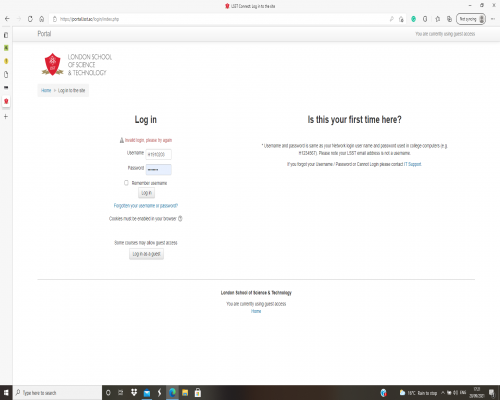 LSST Connect: Log in to the site
https://portal.lsst.ac/login/index.php
Not syncing
Portal
You are currently using guest access
LONDON SCHOOL
OF SCIENCE
& TECHNOLOGY
Home
Log in to the site
Log in
Invalid login, please try again
Username
Password
Remember username
Log in
Forgotten your username or password?
Cookies must be enabled in your browser
Some courses may allow guest access
Log in as a guest
Is this your first time here?
* Username and password is same as your Network login user name and password used in college computers (e.g.
H1234567). Please note your LSST email address is not a username.
If you forgot your Username / Password or Cannot Login please contact IT Support
London School of Science & Technology
You are currently using guest access
Home
Type here to search
16°C Rain to stop
ENG